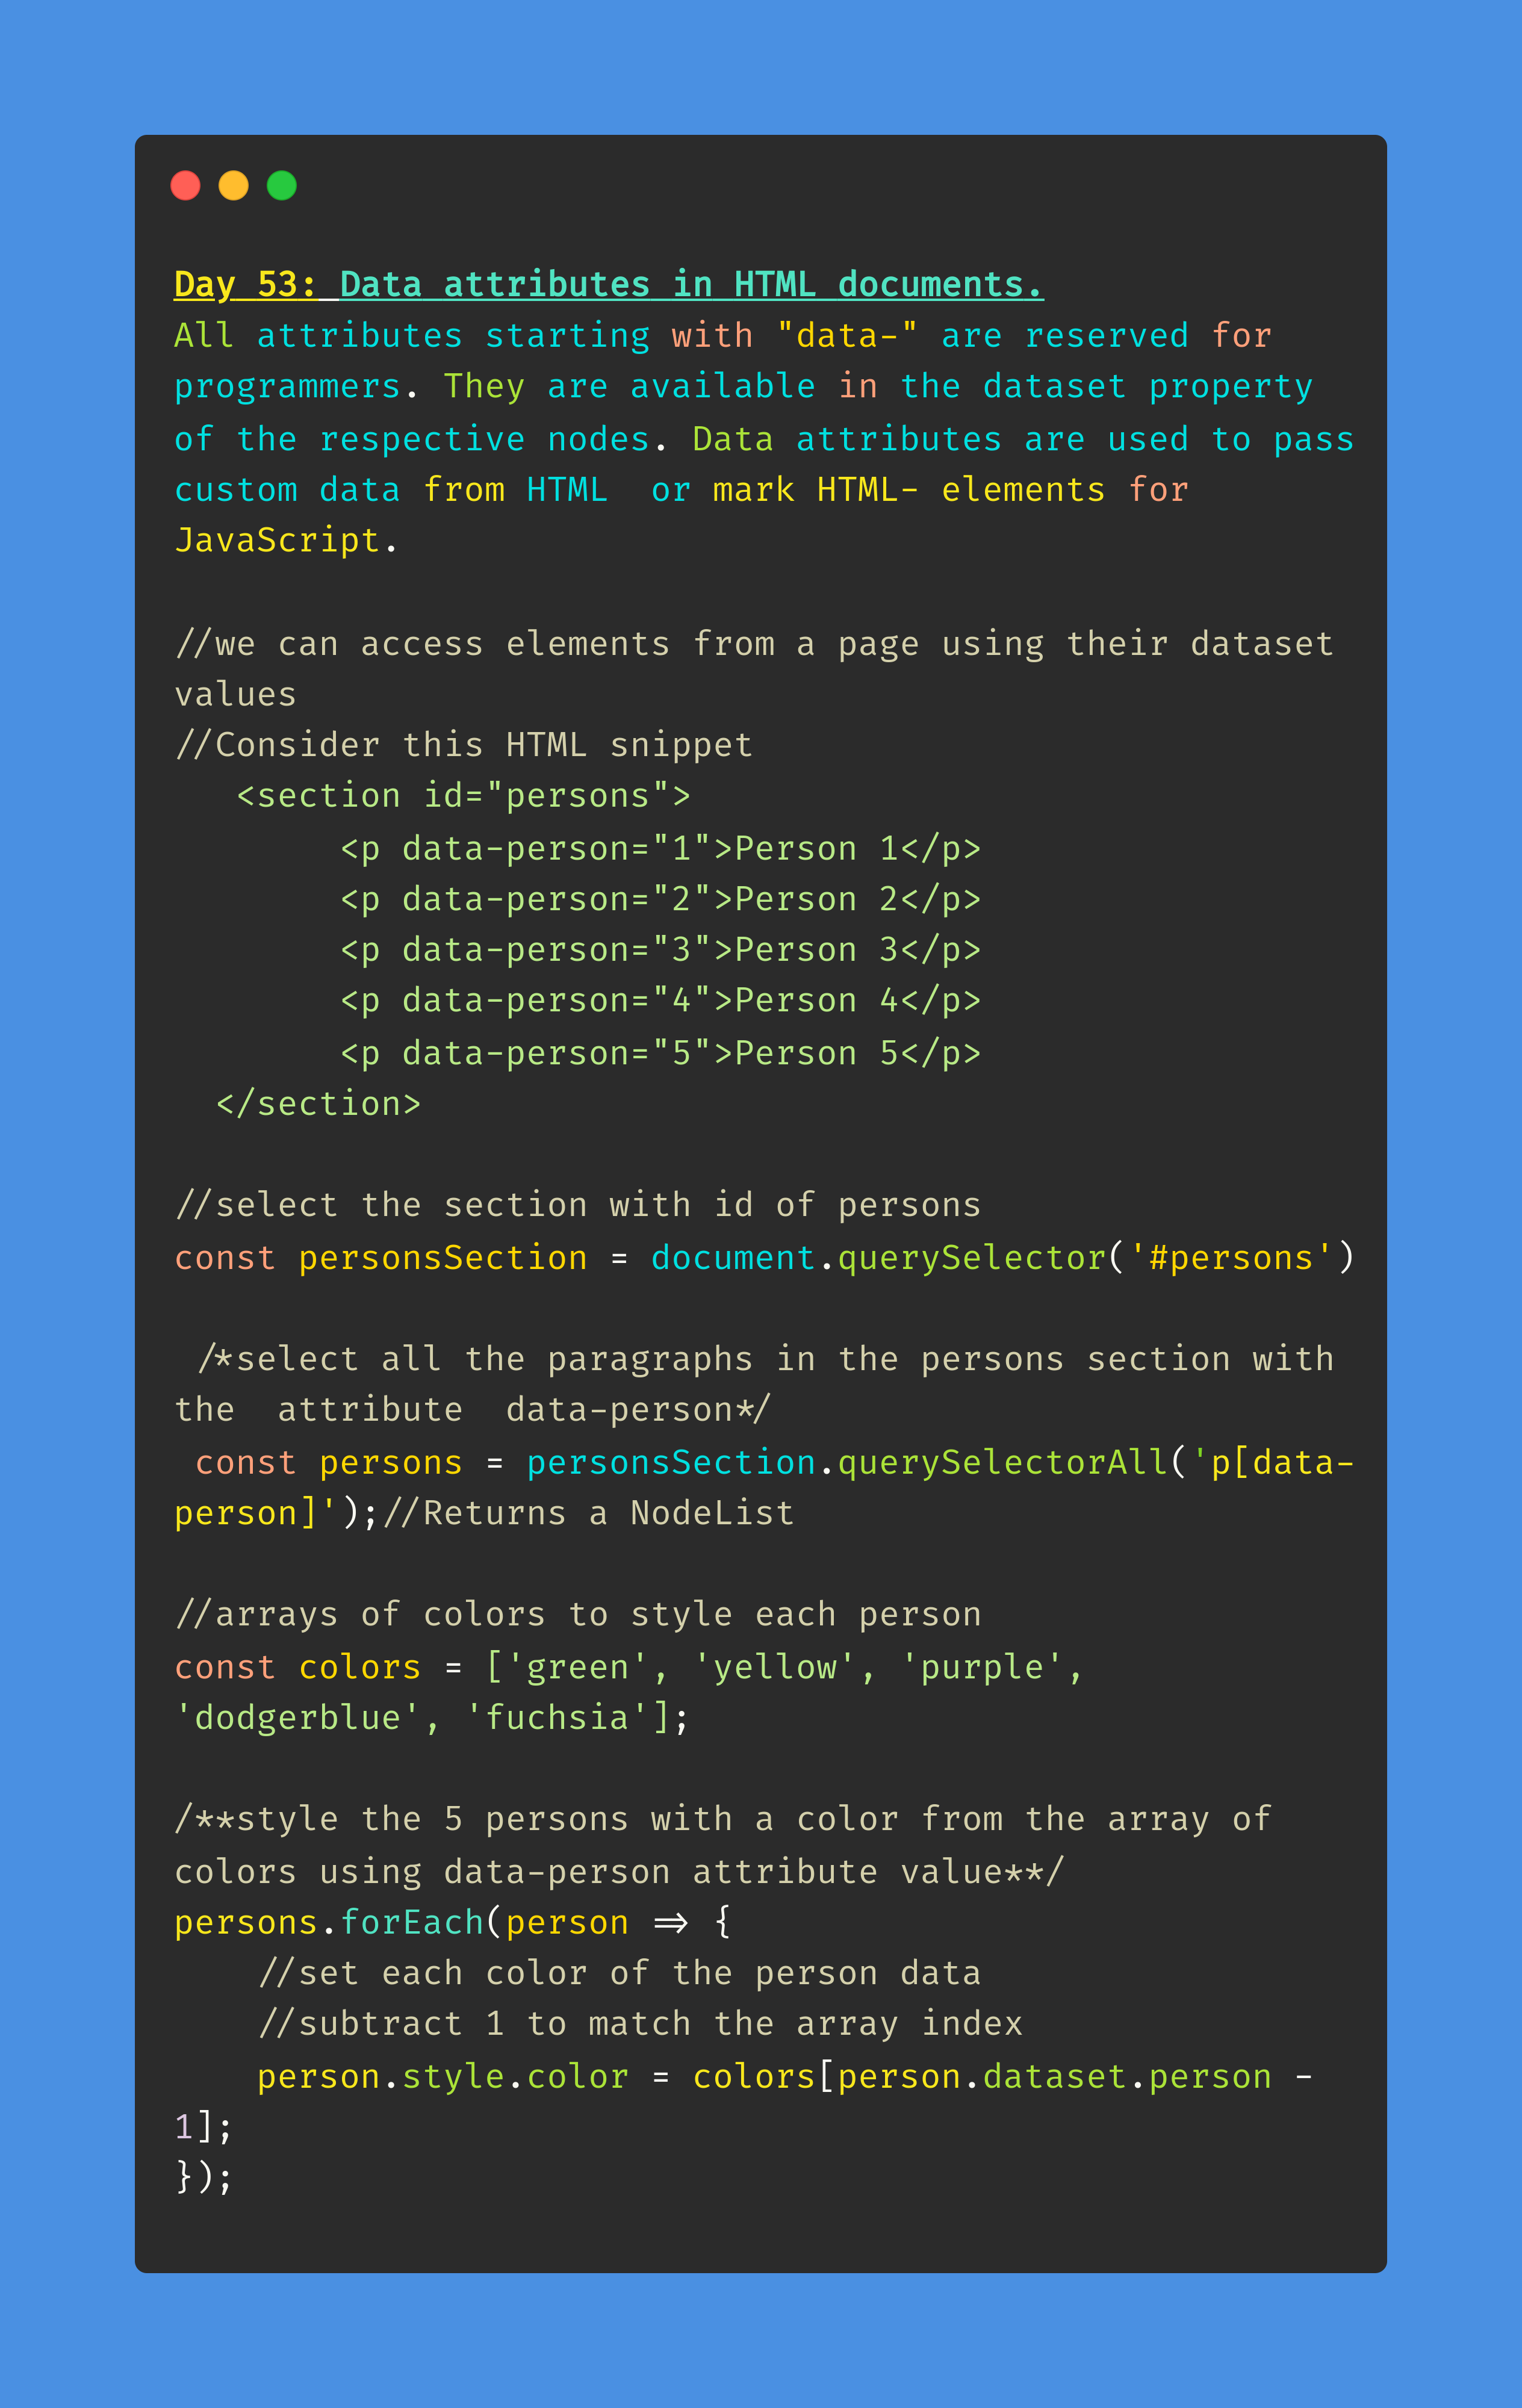 Day 53: Data attributes in HTML documents.
All attributes starting with "data-" are reserved for
programmers. They are available in the dataset property
of the respective nodes. Data attributes are used to pass
custom data from HTML  or mark HTML- elements for
JavaScript.

//we can access elements from a page using their dataset
values
//Consider this HTML snippet
   <section id="persons">
        <p data-person="1">Person 1</p>
        <p data-person="2">Person 2</p>
        <p data-person="3">Person 3</p>
        <p data-person="4">Person 4</p>
        <p data-person="5">Person 5</p>
  </section>

//select the section with id of persons
const personsSection = document.querySelector('#persons')

 /*select all the paragraphs in the persons section with
the  attribute  data-person*/
 const persons = personsSection.querySelectorAll('p[data-
person]');//Returns a NodeList

//arrays of colors to style each person
const colors = ['green', 'yellow', 'purple',
'dodgerblue', 'fuchsia'];

/**style the 5 persons with a color from the array of
colors using data-person attribute value**/
persons.forEach(person => {
    //set each color of the person data
    //subtract 1 to match the array index
    person.style.color = colors[person.dataset.person -
1];
});